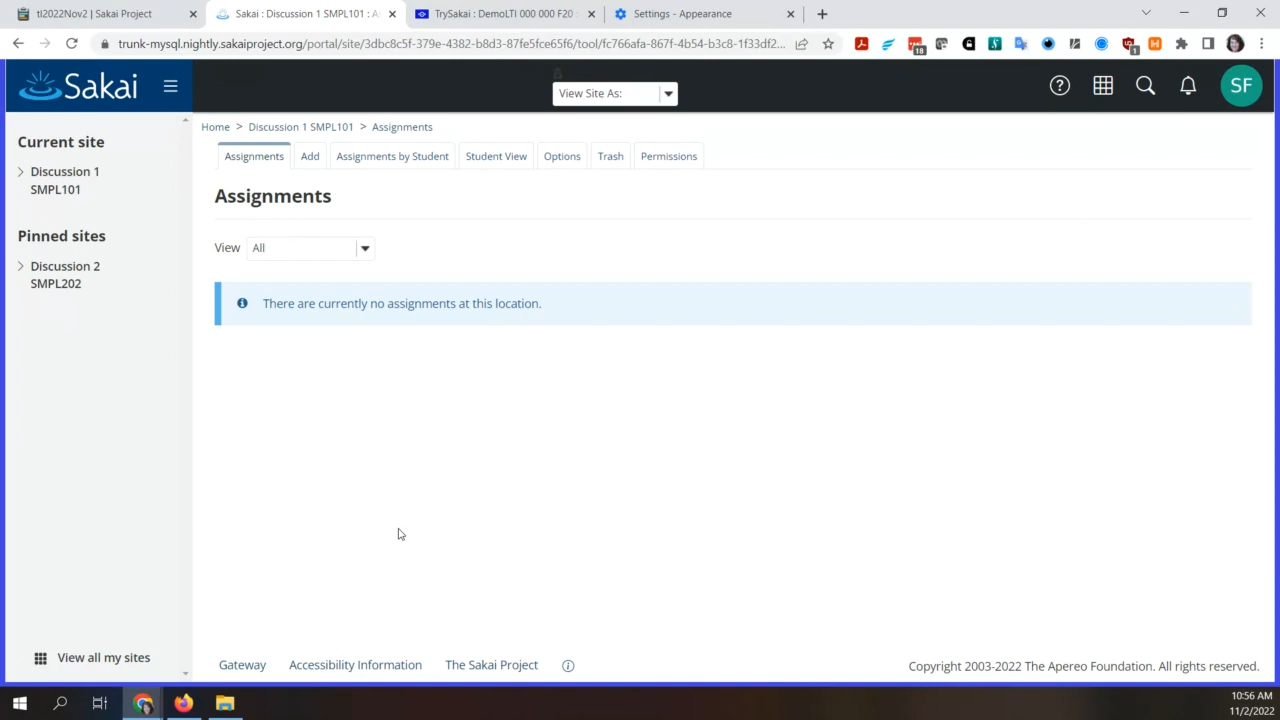 tl2022Nov2 | Sakai Project
Sakai : Discussion 1 SMPL101 : A
TrySakai : DemoLTI 000 000 F20 :
Settings - Appearance
trunk-mysql.nightly.sakaiproject.org/portal/site/3dbc8c5f-370e-4382-b8d3-87fe5fce65f6/tool/fc766afa-867f-4b54-b3c8-1f33df2...
18
1
Sakai
View Site As:
SF
Home > Discussion 1 SMPL101 > Assignments
Current site
Discussion 1
SMPL101
Pinned sites
Discussion 2
SMPL202
View all my sites
Assignments
Add
Assignments by Student
Student View
Options
Trash
Permissions
Assignments
View All
There are currently no assignments at this location.
Gateway
Accessibility Information
The Sakai Project
Copyright 2003-2022 The Apereo Foundation. All rights reserved.
10:56 AM
11/2/2022